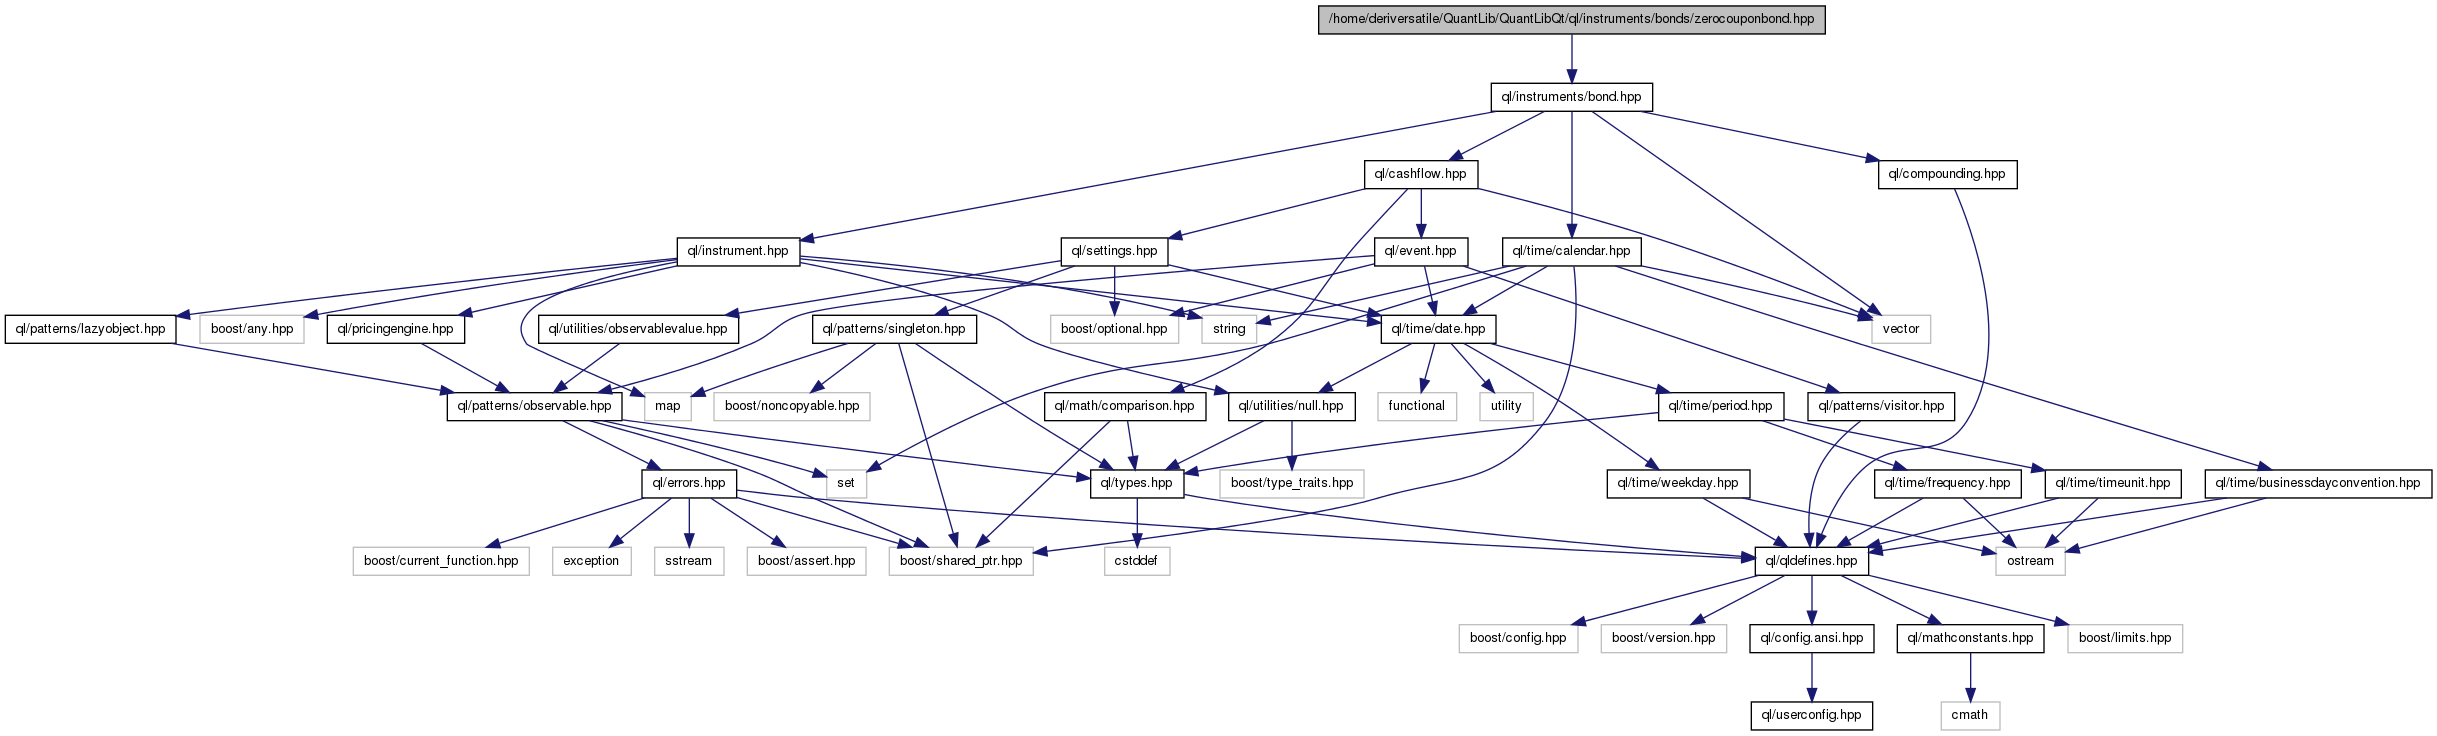 /home/deriversatile/QuantLib/QuantLibQt/ql/instruments/bonds/zerocouponbond.hpp
ql/instruments/bond.hpp
ql/cashflow.hpp
ql/compounding.hpp
ql/instrument.hpp
ql/settings.hpp
ql/event.hpp
ql/time/calendar.hpp
ql/patterns/lazyobject.hpp
boost/any.hpp
ql/pricingengine.hpp
ql/utilities/observablevalue.hpp
ql/patterns/singleton.hpp
boost/optional.hpp
string
ql/time/date.hpp
vector
ql/patterns/observable.hpp
map
boost/noncopyable.hpp
ql/math/comparison.hpp
ql/utilities/null.hpp
functional
utility
ql/time/period.hpp
ql/patterns/visitor.hpp
ql/errors.hpp
set
ql/types.hpp
boost/type_traits.hpp
ql/time/weekday.hpp
ql/time/frequency.hpp
ql/time/timeunit.hpp
ql/time/businessdayconvention.hpp
boost/current_function.hpp
exception
sstream
boost/assert.hpp
boost/shared_ptr.hpp
cstddef
ql/qldefines.hpp
ostream
boost/config.hpp
boost/version.hpp
ql/config.ansi.hpp
ql/mathconstants.hpp
boost/limits.hpp
ql/userconfig.hpp
cmath